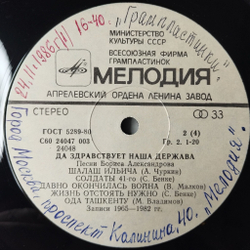 24.11.1986(1) 16-40. "Грампластинки".
МИНИСТЕРСТВО
КУЛЬТУРЫ СССР
ВСЕСОЮЗНАЯ ФИРМА
ГРАМПЛАСТИНОК
МЕЛОДИЯ
АПРЕЛЕВСКИЙ ОРДЕНА ЛЕНИНА ЗАВОД
СТЕРЕО
33
ГОСТ 5289-80
2 (4)
С60 24047 003
Гр. 2. 1-20
24048
ДА ЗДРАВСТВУЕТ НАША ДЕРЖАВА
Песни Бориса Александрова
ШАЛАШ ИЛЬИЧА (А. Чуркин)
СОЛДАТЫ 41-го (С. Бенке)
ДАВНО ОКОНЧИЛАСЬ ВОЙНА (В. Малков)
ЖИЗНЬ ОТСТОЯТЬ НУЖНО (С. Бенке)
ОДА ТАШКЕНТУ (М. Владимов)
Записи 1965—1982 гг.
Город Москва, проспект Калинина, 40. "Мелодия"